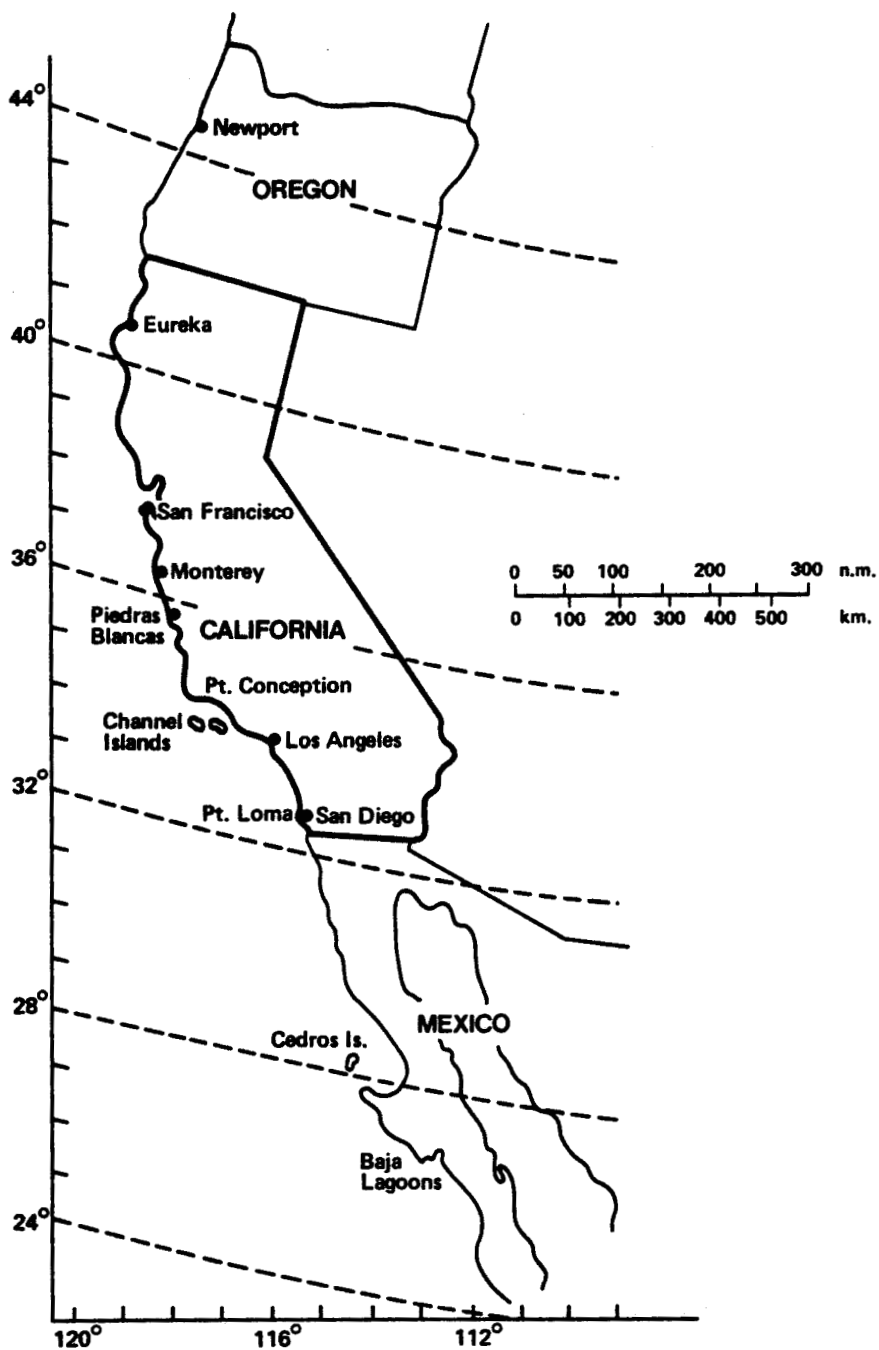 44°
Newport
OREGON
Eureka
40°
San Francisco
36°
Monterey
0 50 100 200 300 n.m.
0 100 200 300 400 500 km.
Piedras
Blancas
CALIFORNIA
Pt. Conception
Channel
Islands
Los Angeles
32°
Pt. Loma
San Diego
28°
MEXICO
Cedros Is.
Baja
Lagoons
24°
120° 116° 112°